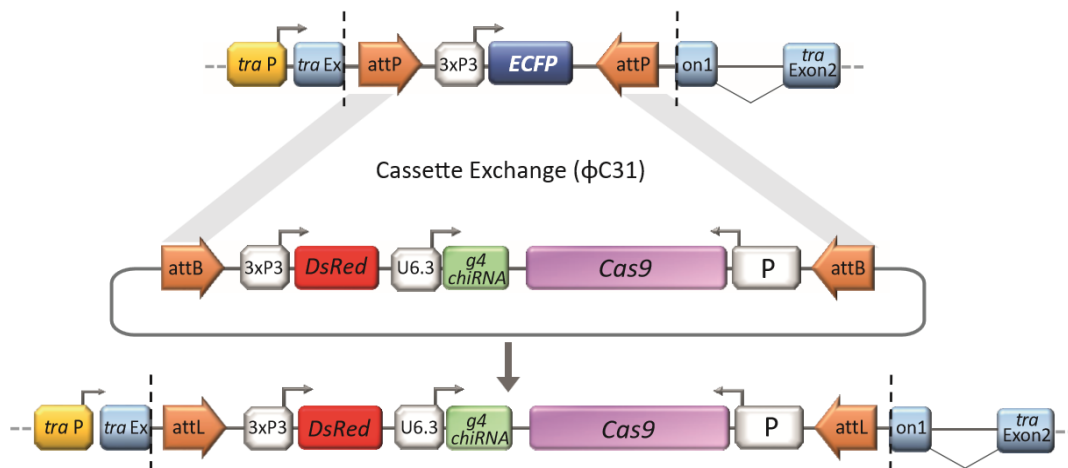 tra P
tra Ex
attP
3xP3
ECFP
attP
on1
tra
Exon2
Cassette Exchange (ϕC31)
attB
3xP3
DsRed
U6.3
g4
chiRNA
Cas9
P
attB
tra P
tra Ex
attL
3xP3
DsRed
U6.3
g4
chiRNA
Cas9
P
attL
on1
tra
Exon2